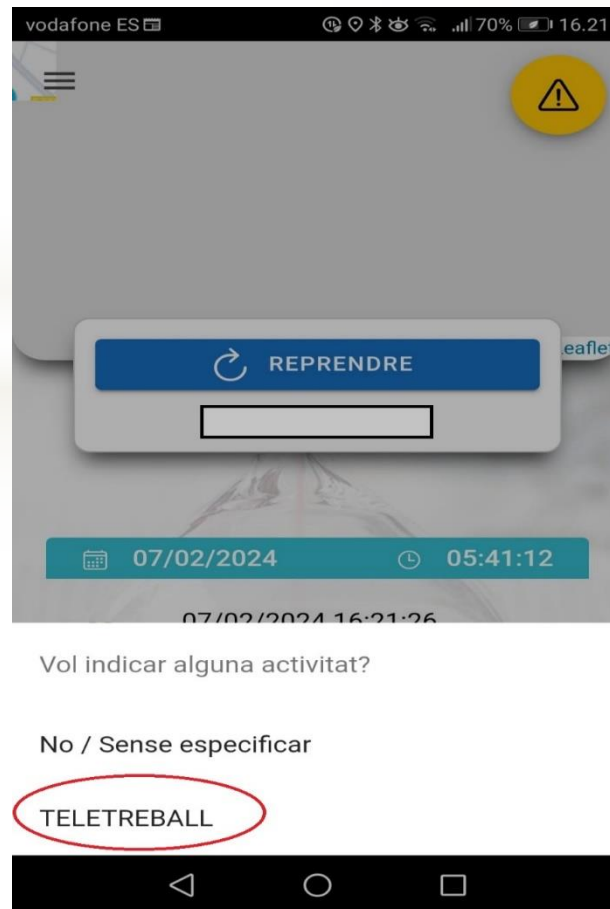 vodafone ES 70% 16.21
REPRENDRE
07/02/2024 05:41:12
07/02/2024 16:21:26
Vol indicar alguna activitat?
No / Sense especificar
TELETREBALL